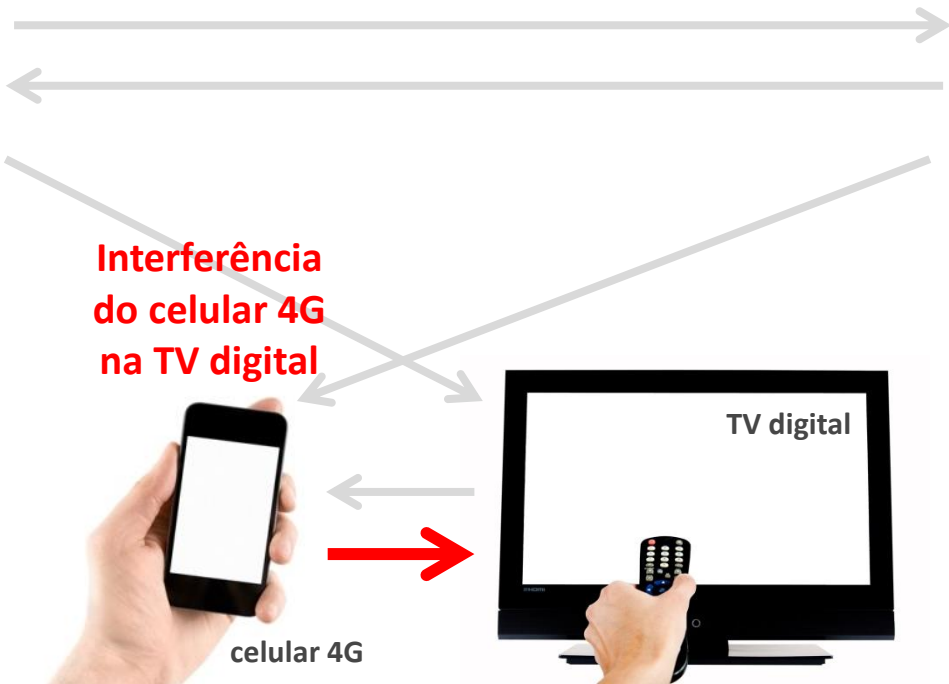 Interferência
do celular 4G
na TV digital
TV digital
celular 4G